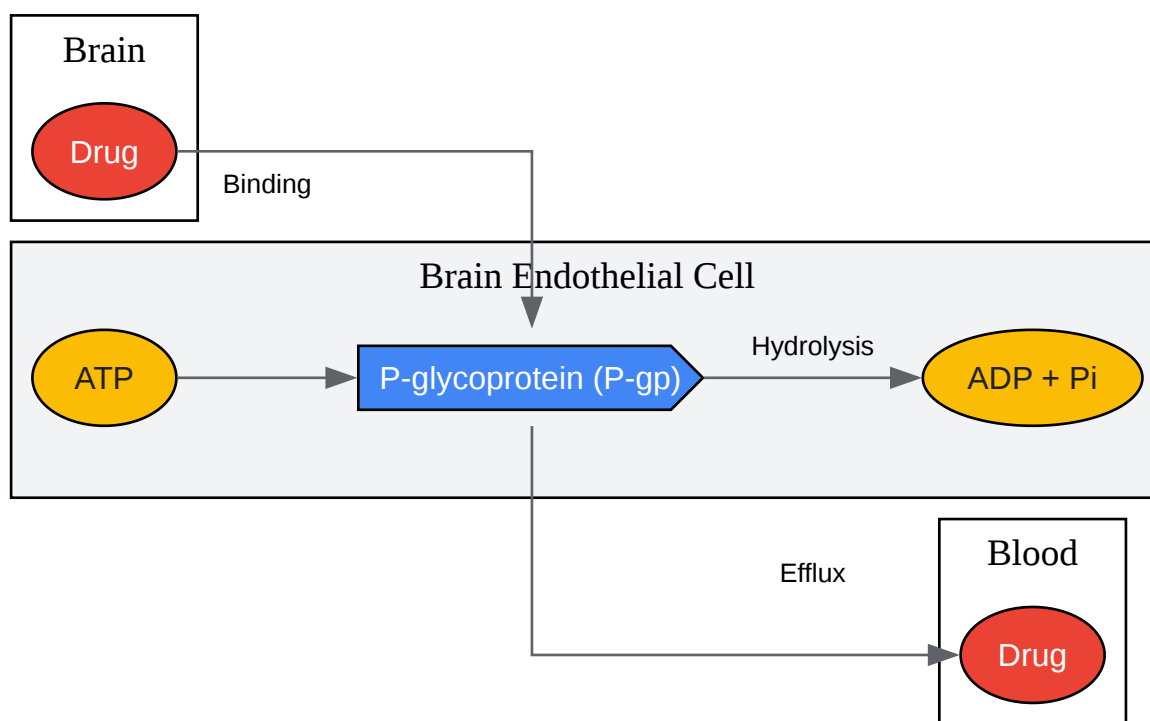 Brain
Drug
Binding
Brain Endothelial Cell
Hydrolysis
ATP
P-glycoprotein (P-gp)
ADP + Pi
Blood
Efflux
Drug